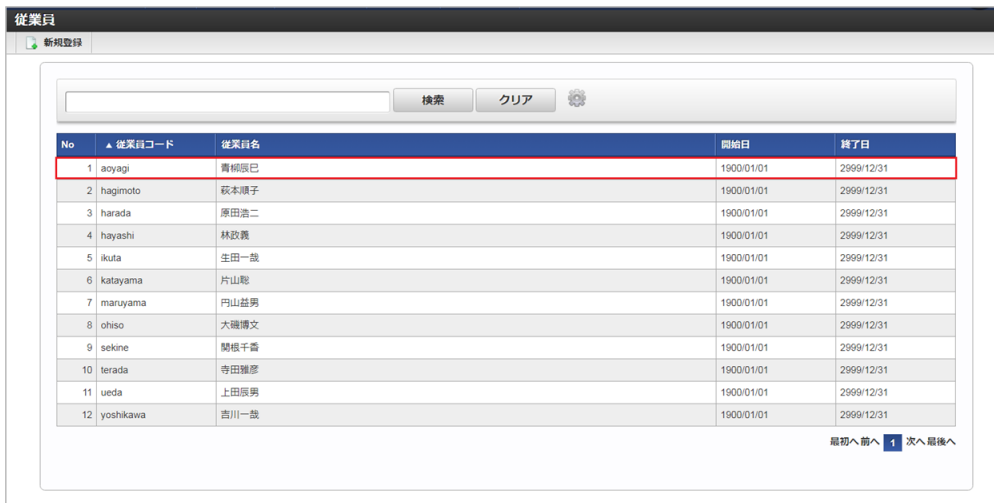 従業員
新規登録
検索 クリア
No ▲ 従業員コード 従業員名 開始日 終了日
1 aoyagi 青柳辰巳 1900/01/01 2999/12/31
2 hagimoto 萩本順子 1900/01/01 2999/12/31
3 harada 原田浩二 1900/01/01 2999/12/31
4 hayashi 林政義 1900/01/01 2999/12/31
5 ikuta 生田一哉 1900/01/01 2999/12/31
6 katayama 片山聡 1900/01/01 2999/12/31
7 maruyama 円山益男 1900/01/01 2999/12/31
8 ohiso 大磯博文 1900/01/01 2999/12/31
9 sekine 関根千香 1900/01/01 2999/12/31
10 terada 寺田雅彦 1900/01/01 2999/12/31
11 ueda 上田辰男 1900/01/01 2999/12/31
12 yoshikawa 吉川一哉 1900/01/01 2999/12/31
最初へ 前へ 1 次へ 最後へ